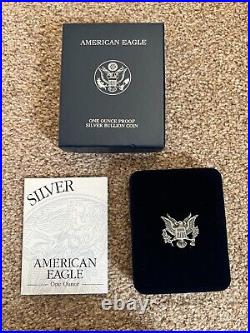 AMERICAN EAGLE
ONE OUNCE PROOF
SILVER BULLION COIN
SILVER
AMERICAN
EAGLE
One Ounce